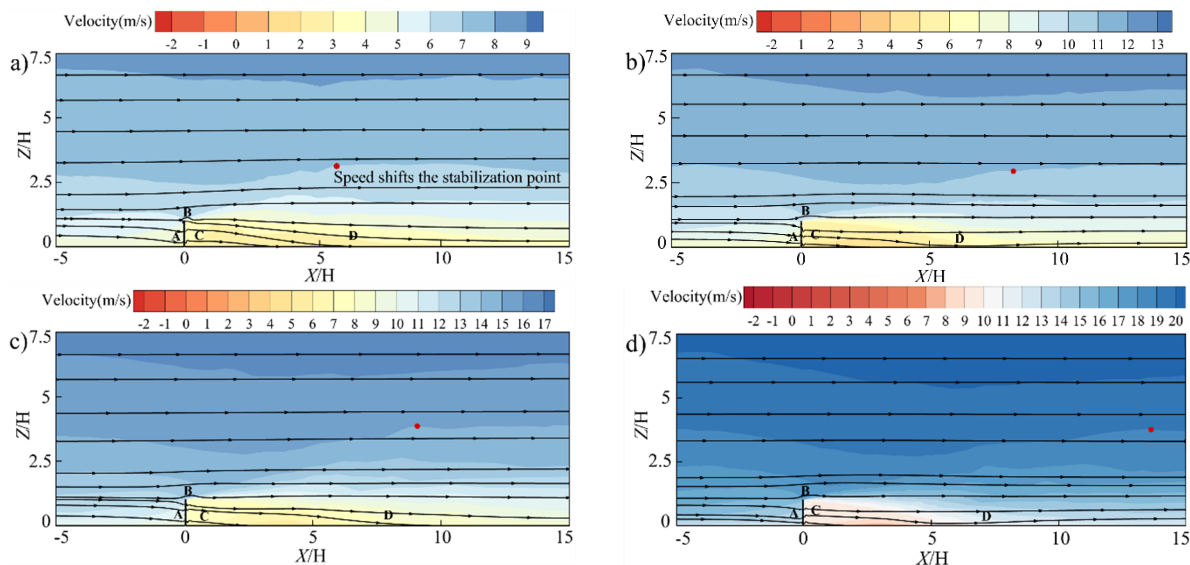 Velocity(m/s)
-2 -1 0 1 2 3 4 5 6 7 8 9
a)
7.5
5
2.5
0
Z/H
Speed shifts the stabilization point
B
A C D
-5 0 5 10 15
X/H
Velocity(m/s)
-2 1 2 3 4 5 6 7 8 9 10 11 12 13
b)
7.5
5
2.5
0
Z/H
B
A C D
-5 0 5 10 15
X/H
Velocity(m/s)
-2 -1 0 1 2 3 4 5 6 7 8 9 10 11 12 13 14 15 16 17
c)
7.5
5
2.5
0
Z/H
B
A C D
-5 0 5 10 15
X/H
Velocity(m/s)
-2 -1 0 1 2 3 4 5 6 7 8 9 10 11 12 13 14 15 16 17 18 19 20
d)
7.5
5
2.5
0
Z/H
B
A C D
-5 0 5 10 15
X/H